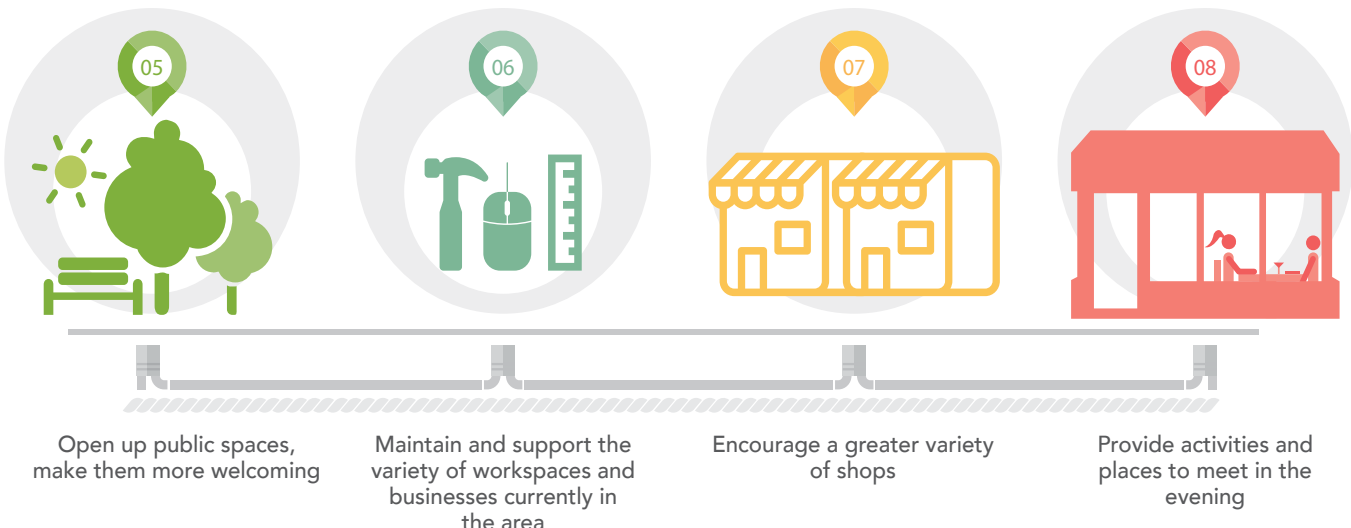 05
06
07
08
Open up public spaces,
make them more welcoming
Maintain and support the
variety of workspaces and
businesses currently in
the area
Encourage a greater variety
of shops
Provide activities and
places to meet in the
evening